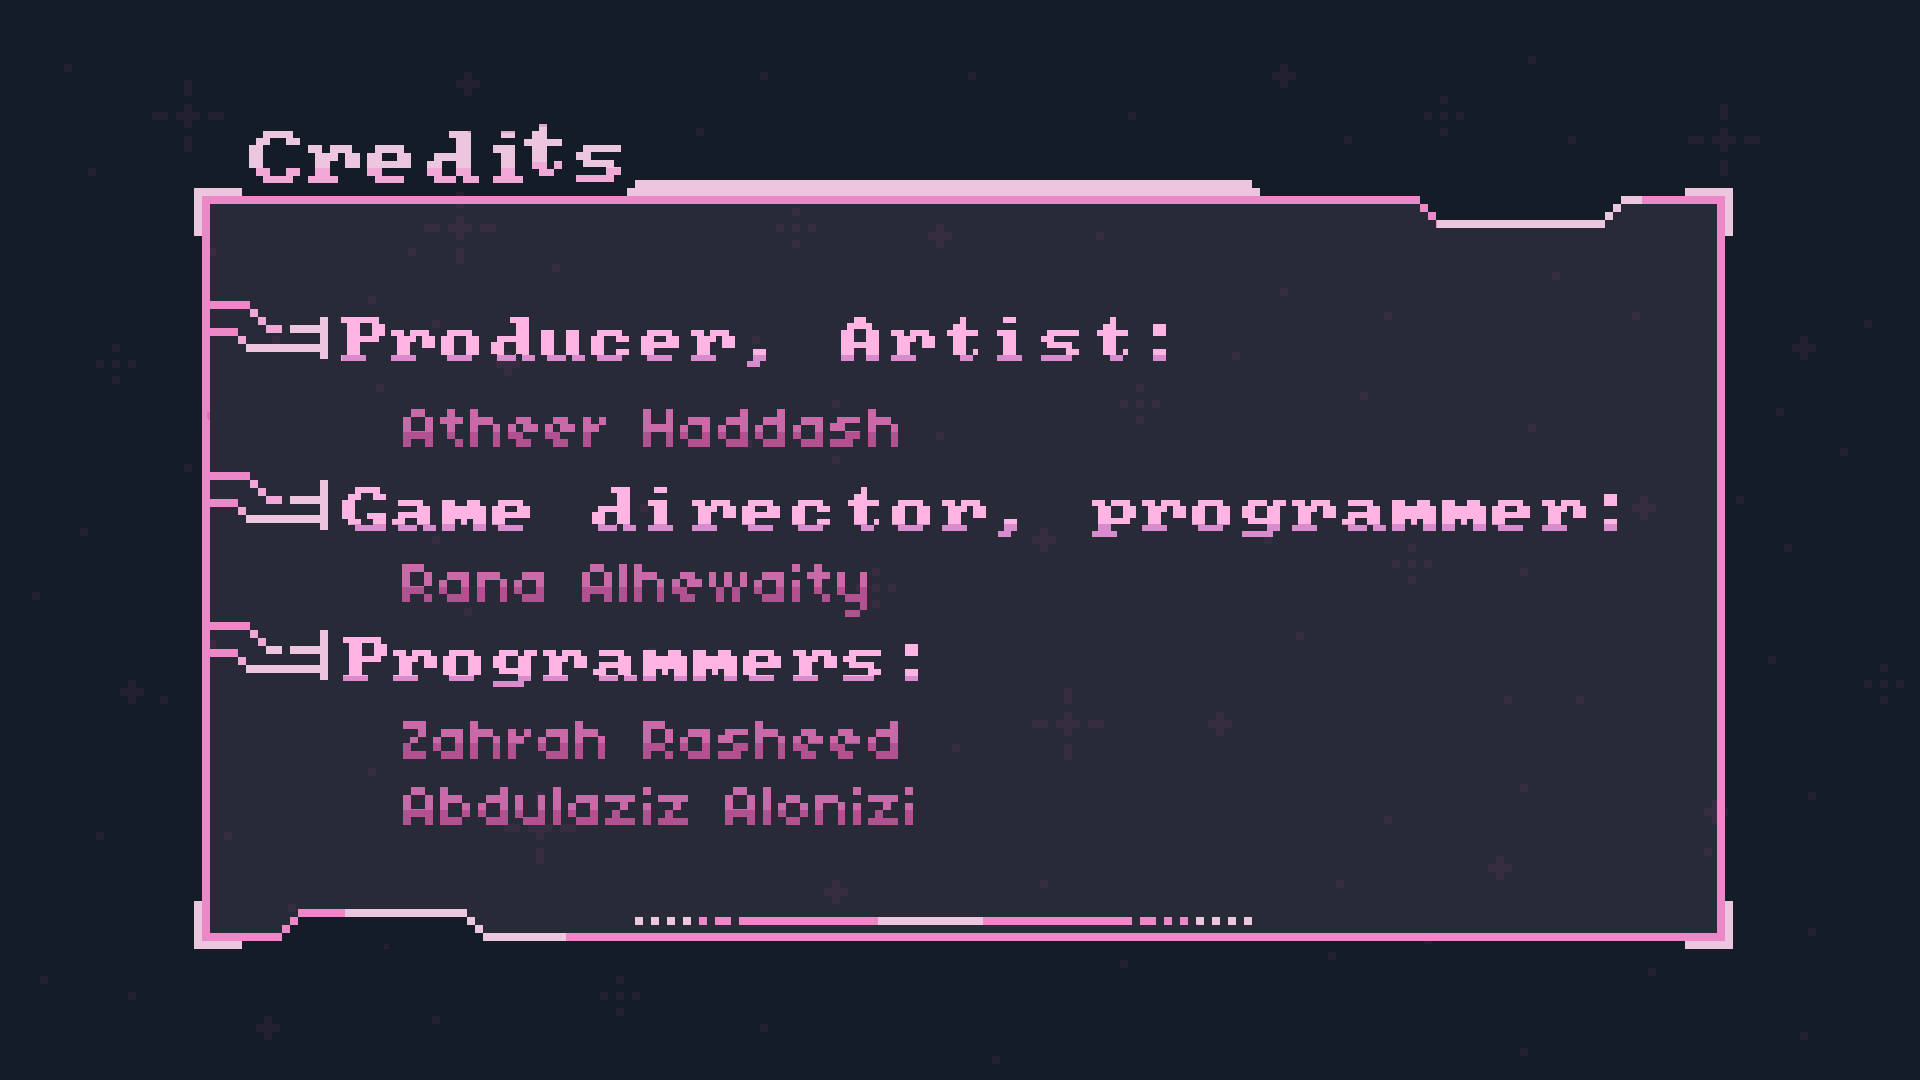 Credits
Producer, Artist:
Atheer Haddash
Game director, programmer:
Rana Alhewaity
Programmers:
Zahrah Rasheed
Abdulaziz Alonizi